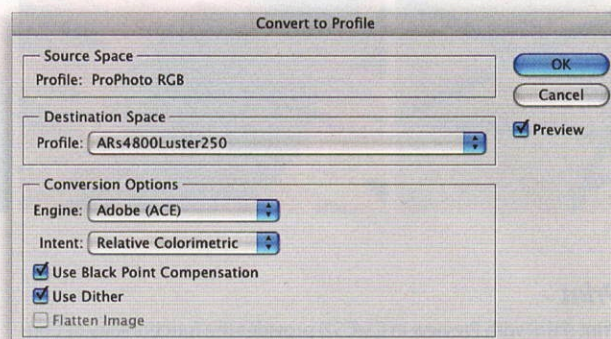 Convert to Profile
Source Space
Profile: ProPhoto RGB
OK
Cancel
Preview
Destination Space
Profile: ARs4800Luster250
Conversion Options
Engine: Adobe (ACE)
Intent: Relative Colorimetric
Use Black Point Compensation
Use Dither
Flatten Image